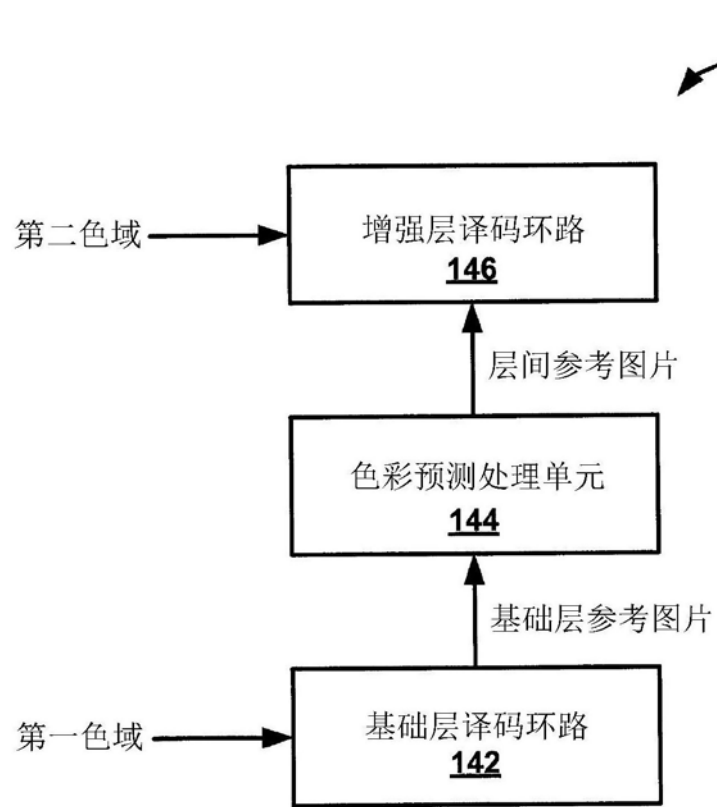 第二色域
增强层译码环路
146
层间参考图片
色彩预测处理单元
144
基础层参考图片
第一色域
基础层译码环路
142